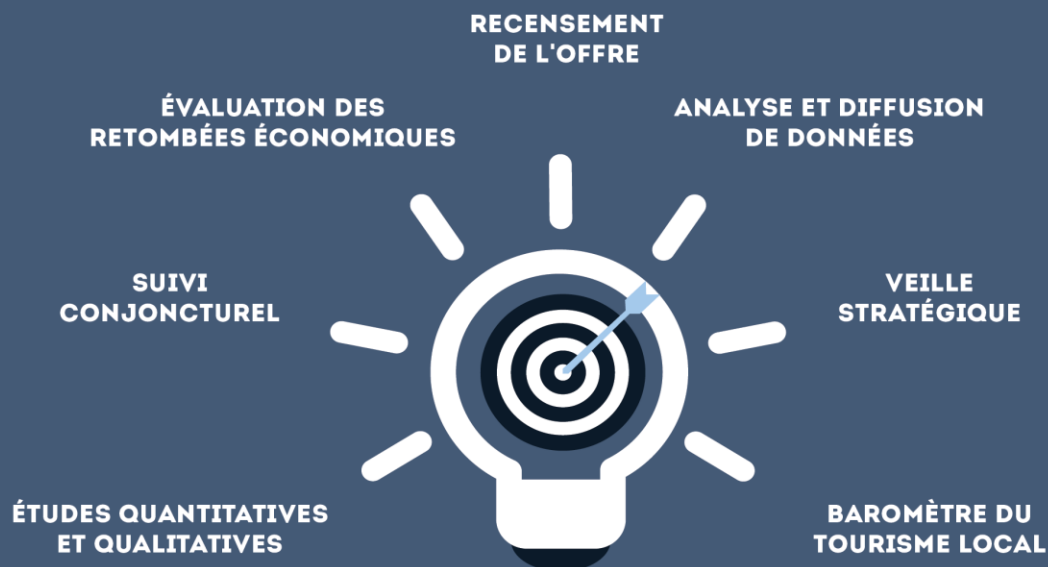 RECENSEMENT
DE L'OFFRE
ÉVALUATION DES
RETOMBÉES ÉCONOMIQUES
ANALYSE ET DIFFUSION
DE DONNÉES
SUIVI
CONJONCTUREL
VEILLE
STRATÉGIQUE
ÉTUDES QUANTITATIVES
ET QUALITATIVES
BAROMÈTRE DU
TOURISME LOCAL